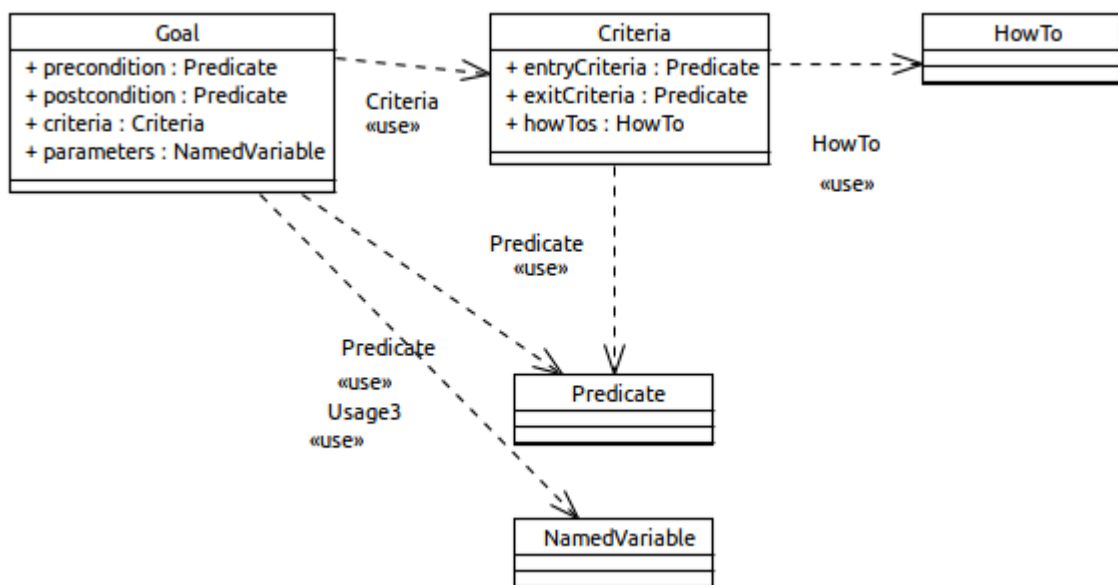 Goal
+ precondition : Predicate
+ postcondition : Predicate
+ criteria : Criteria
+ parameters : NamedVariable
Criteria
«use»
Criteria
+ entryCriteria : Predicate
+ exitCriteria : Predicate
+ howTos : HowTo
HowTo
HowTo
«use»
Predicate
«use»
Predicate
«use»
Usage3
«use»
Predicate
NamedVariable